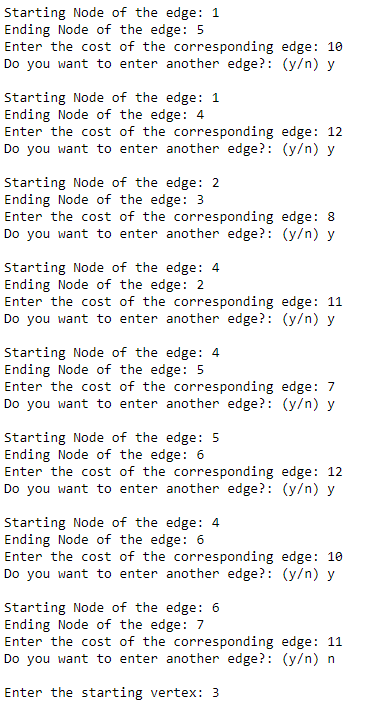 Starting Node of the edge: 1
Ending Node of the edge: 5
Enter the cost of the corresponding edge: 10
Do you want to enter another edge?: (y/n) y

Starting Node of the edge: 1
Ending Node of the edge: 4
Enter the cost of the corresponding edge: 12
Do you want to enter another edge?: (y/n) y

Starting Node of the edge: 2
Ending Node of the edge: 3
Enter the cost of the corresponding edge: 8
Do you want to enter another edge?: (y/n) y

Starting Node of the edge: 4
Ending Node of the edge: 2
Enter the cost of the corresponding edge: 11
Do you want to enter another edge?: (y/n) y

Starting Node of the edge: 4
Ending Node of the edge: 5
Enter the cost of the corresponding edge: 7
Do you want to enter another edge?: (y/n) y

Starting Node of the edge: 5
Ending Node of the edge: 6
Enter the cost of the corresponding edge: 12
Do you want to enter another edge?: (y/n) y

Starting Node of the edge: 4
Ending Node of the edge: 6
Enter the cost of the corresponding edge: 10
Do you want to enter another edge?: (y/n) y

Starting Node of the edge: 6
Ending Node of the edge: 7
Enter the cost of the corresponding edge: 11
Do you want to enter another edge?: (y/n) n

Enter the starting vertex: 3